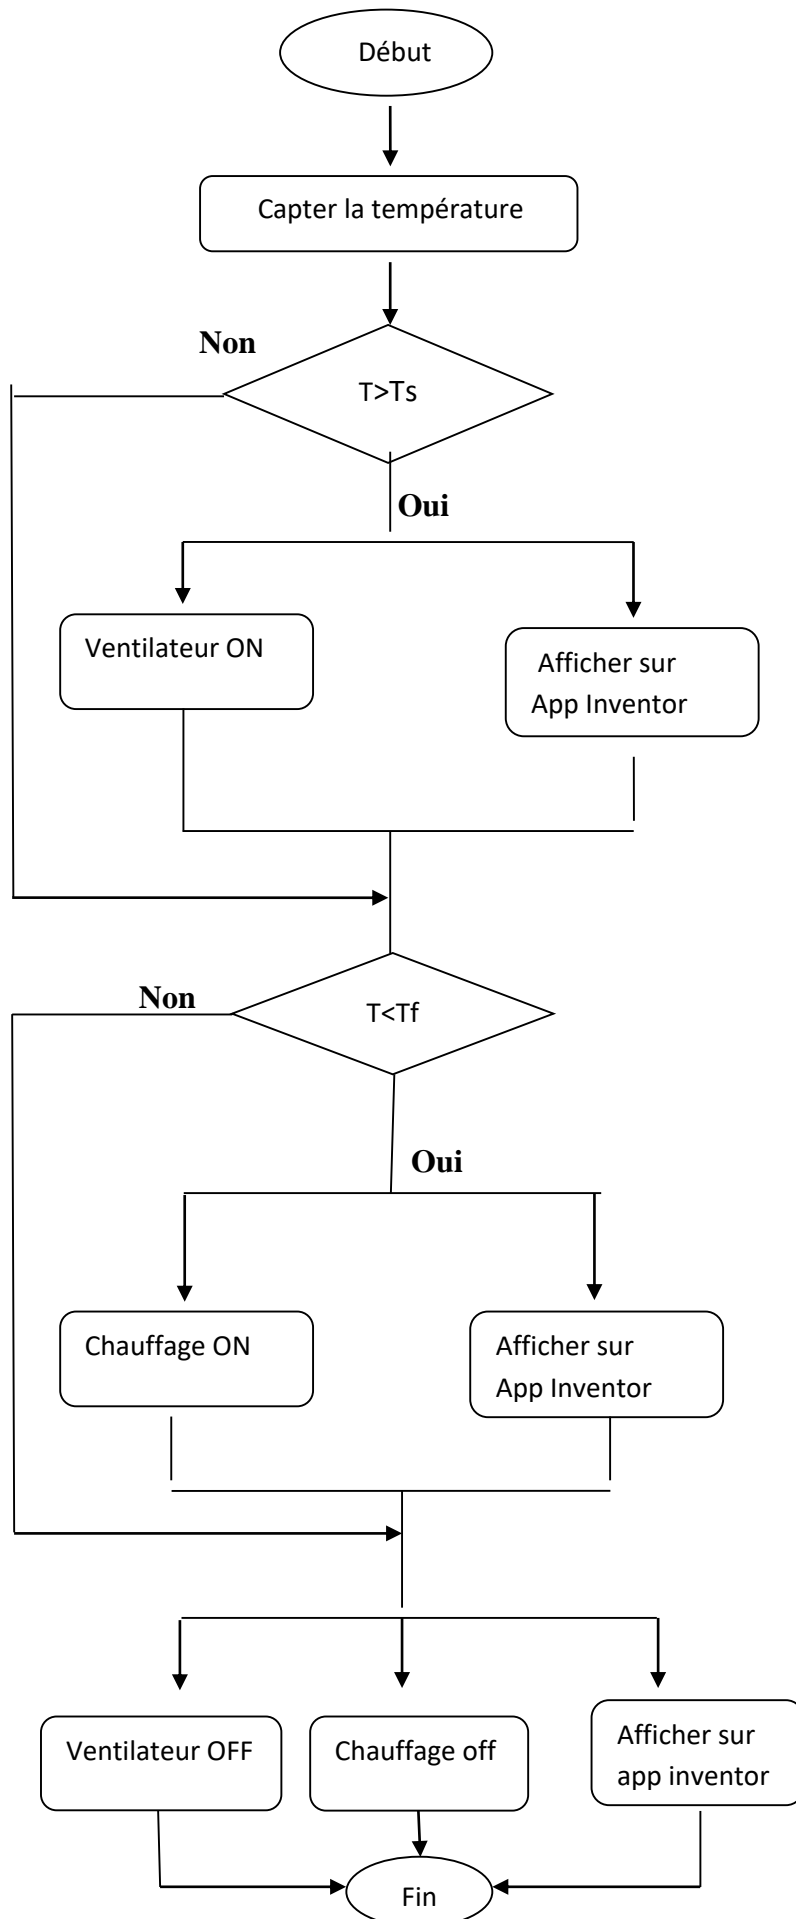 Début
Capter la température
Non
T>Ts
Oui
Ventilateur ON
Afficher sur
App Inventor
Non
T<Tf
Oui
Chauffage ON
Afficher sur
App Inventor
Ventilateur OFF
Chauffage off
Afficher sur
app inventor
Fin